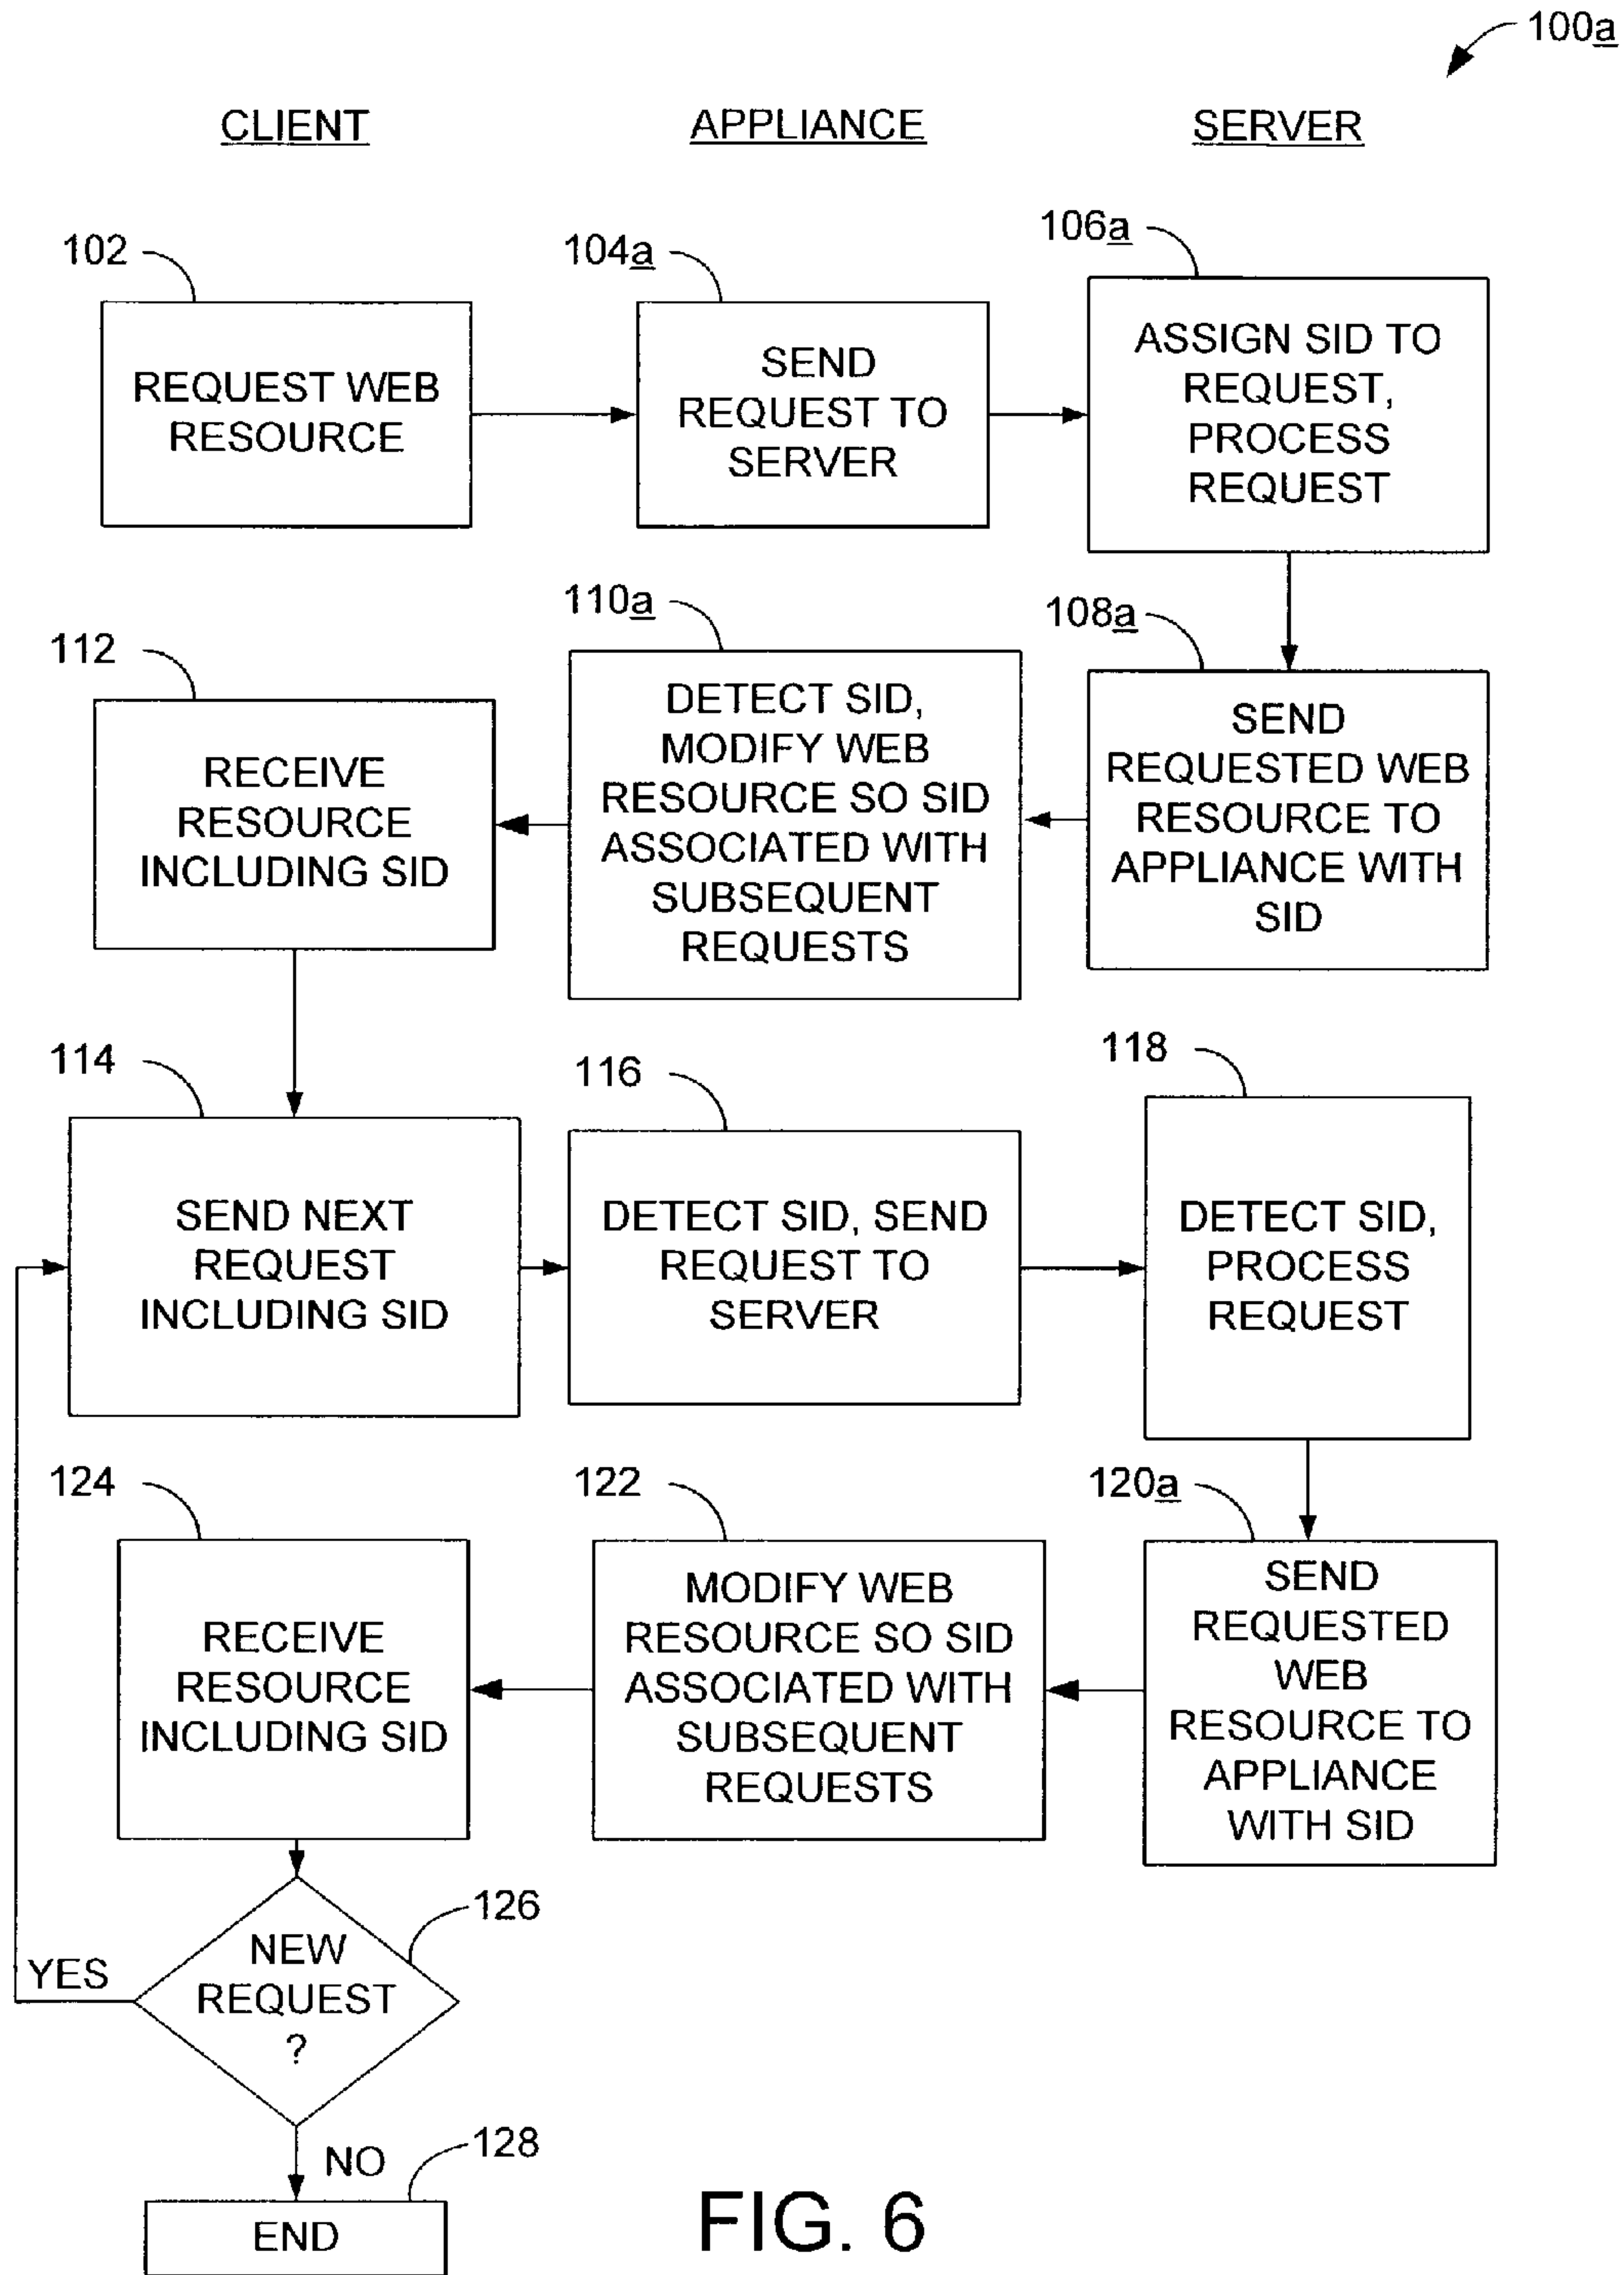 100a
CLIENT
APPLIANCE
SERVER
102
104a
106a
REQUEST WEB
RESOURCE
SEND
REQUEST TO
SERVER
ASSIGN SID TO
REQUEST,
PROCESS
REQUEST
112
110a
108a
RECEIVE
RESOURCE
INCLUDING SID
DETECT SID,
MODIFY WEB
RESOURCE SO SID
ASSOCIATED WITH
SUBSEQUENT
REQUESTS
SEND
REQUESTED WEB
RESOURCE TO
APPLIANCE WITH
SID
114
116
118
SEND NEXT
REQUEST
INCLUDING SID
DETECT SID, SEND
REQUEST TO
SERVER
DETECT SID,
PROCESS
REQUEST
124
122
120a
RECEIVE
RESOURCE
INCLUDING SID
MODIFY WEB
RESOURCE SO SID
ASSOCIATED WITH
SUBSEQUENT
REQUESTS
SEND
REQUESTED
WEB
RESOURCE TO
APPLIANCE
WITH SID
126
NEW
REQUEST
?
YES
NO
128
END
FIG. 6